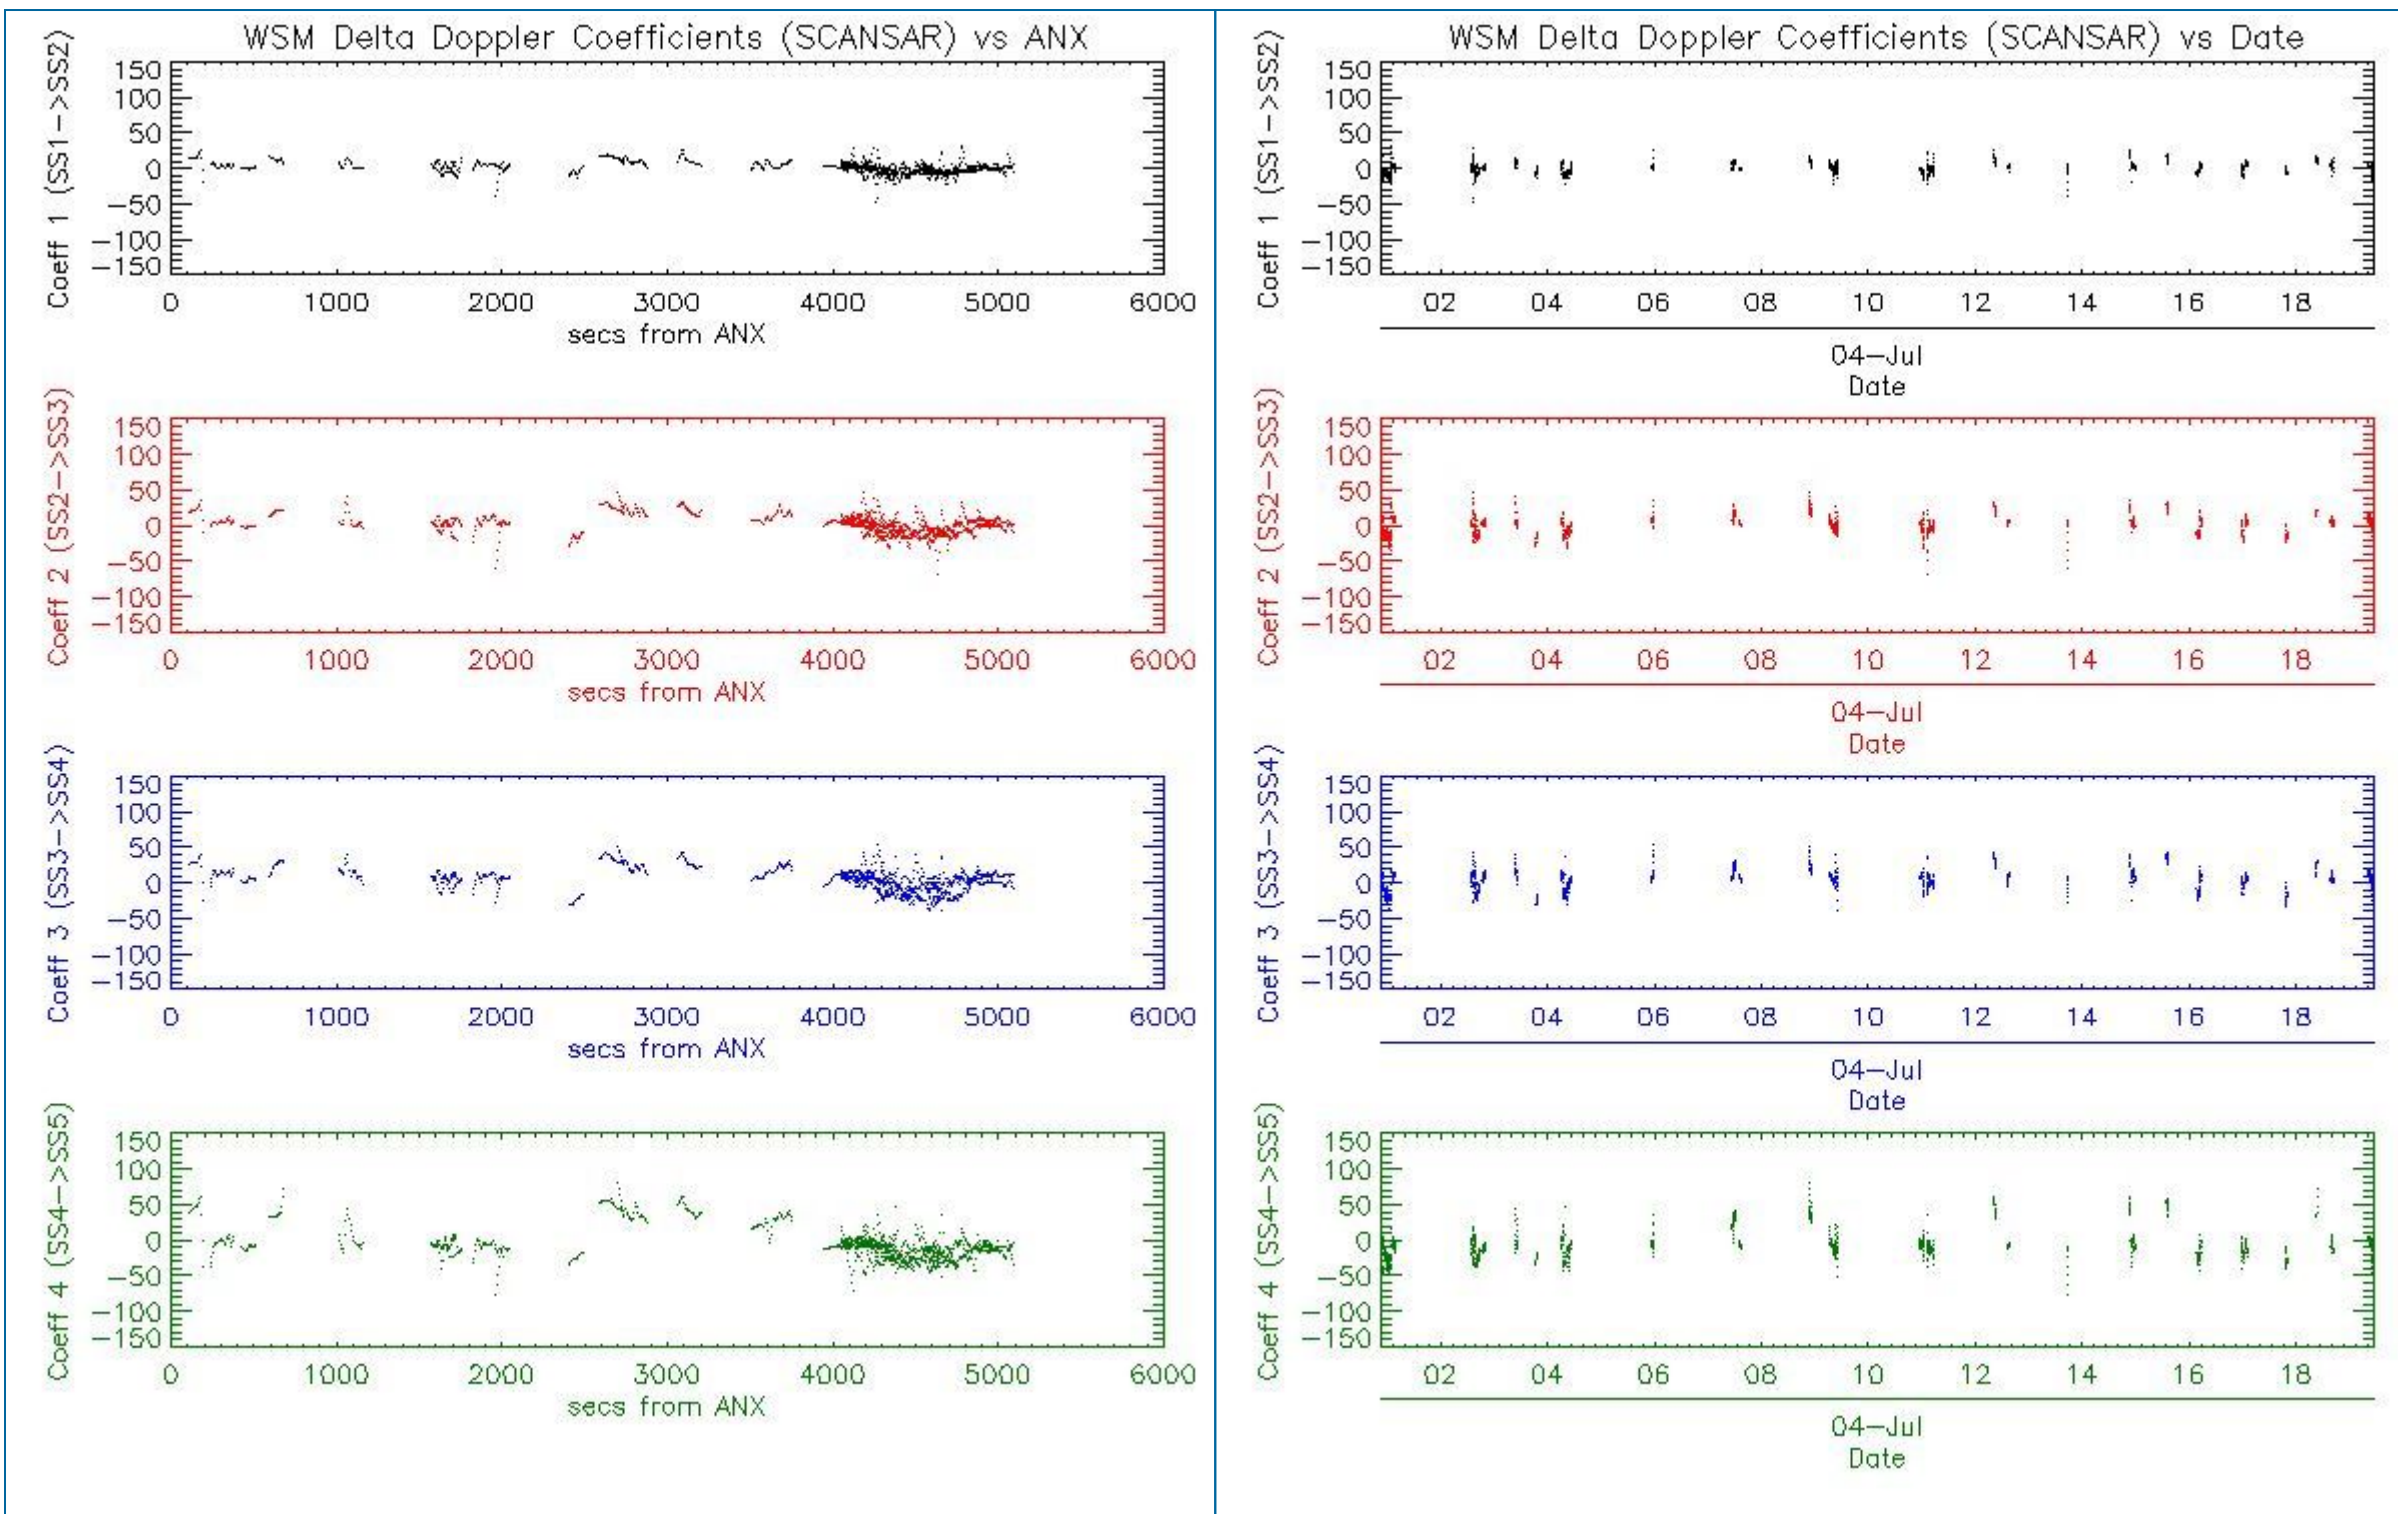 WSM Delta Doppler Coefficients (SCANSAR) vs ANX
Coeff 1 (SS1->SS2)
150
100
50
0
-50
-100
-150
0 1000 2000 3000 4000 5000 6000
secs from ANX
Coeff 2 (SS2->SS3)
150
100
50
0
-50
-100
-150
0 1000 2000 3000 4000 5000 6000
secs from ANX
Coeff 3 (SS3->SS4)
150
100
50
0
-50
-100
-150
0 1000 2000 3000 4000 5000 6000
secs from ANX
Coeff 4 (SS4->SS5)
150
100
50
0
-50
-100
-150
0 1000 2000 3000 4000 5000 6000
secs from ANX
WSM Delta Doppler Coefficients (SCANSAR) vs Date
Coeff 1 (SS1->SS2)
150
100
50
0
-50
-100
-150
02 04 06 08 10 12 14 16 18
04-Jul
Date
Coeff 2 (SS2->SS3)
150
100
50
0
-50
-100
-150
02 04 06 08 10 12 14 16 18
04-Jul
Date
Coeff 3 (SS3->SS4)
150
100
50
0
-50
-100
-150
02 04 06 08 10 12 14 16 18
04-Jul
Date
Coeff 4 (SS4->SS5)
150
100
50
0
-50
-100
-150
02 04 06 08 10 12 14 16 18
04-Jul
Date